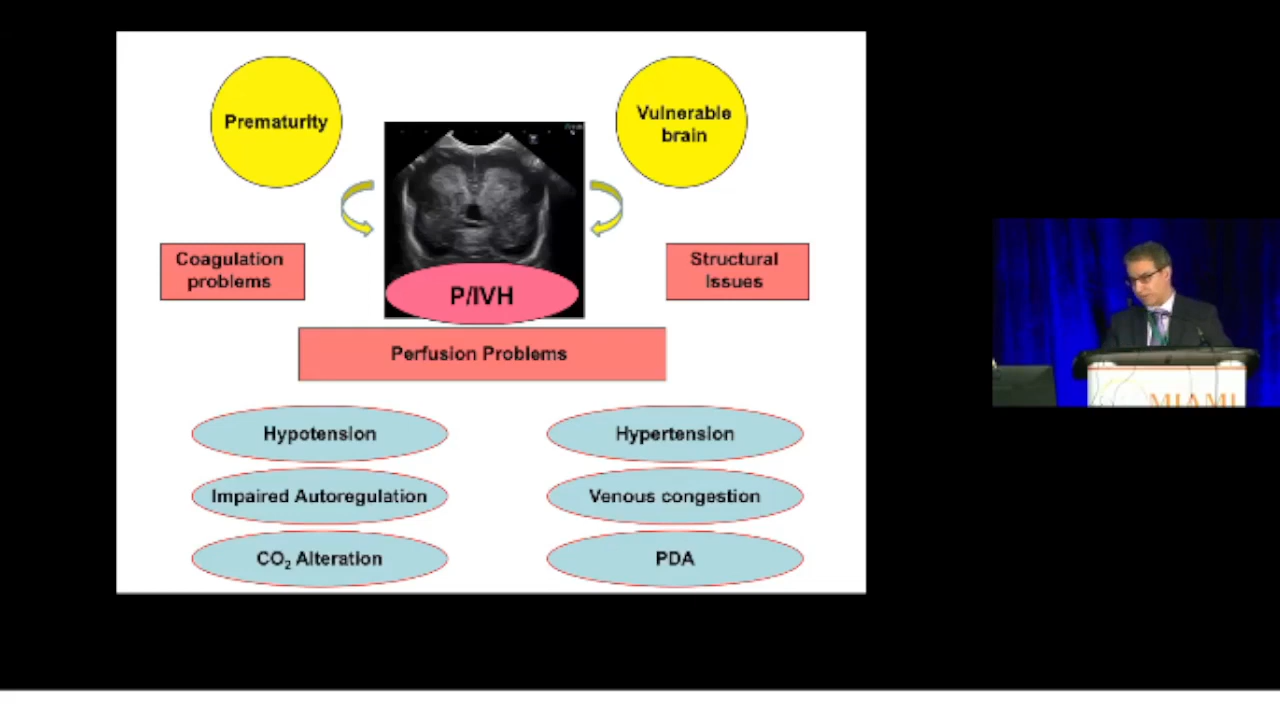 Prematurity
Vulnerable
brain
Coagulation
problems
Structural
Issues
P/IVH
Perfusion Problems
Hypotension
Hypertension
Impaired Autoregulation
Venous congestion
CO₂ Alteration
PDA
MIAMI